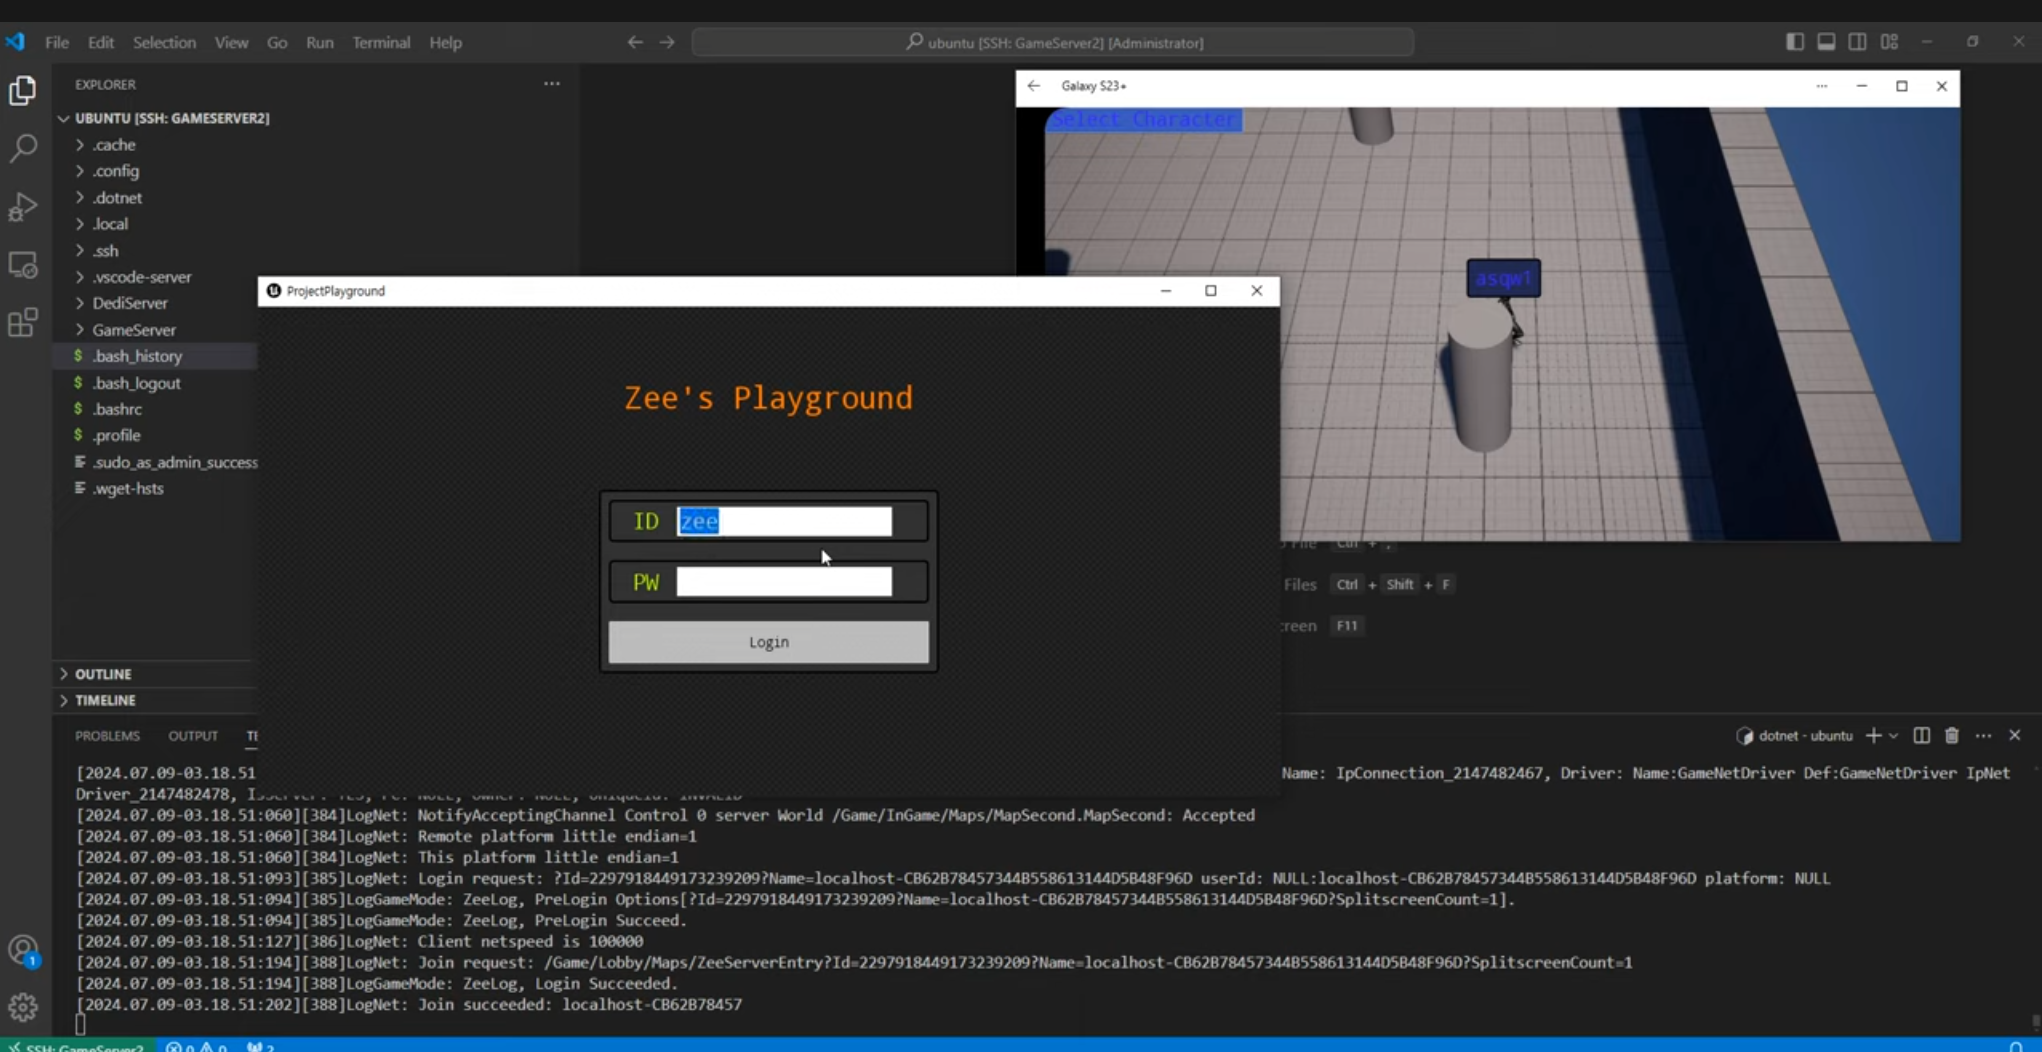 File Edit Selection View Go Run Terminal Help
ubuntu [SSH: GameServer2] [Administrator]
EXPLORER
UBUNTU [SSH: GAMESERVER2]
.cache
.config
.dotnet
.local
.ssh
.vscode-server
DediServer
GameServer
$ .bash_history
$ .bash_logout
$ .bashrc
$ .profile
.sudo_as_admin_success
.wget-hsts
OUTLINE
TIMELINE
Galaxy S23+
Select Character
asqw1
ProjectPlayground
Zee's Playground
ID zee
PW
Login
Files Ctrl + Shift + F
F11
PROBLEMS OUTPUT
dotnet - ubuntu
[2024.07.09-03.18.51 Name: IpConnection_2147482467, Driver: Name:GameNetDriver Def:GameNetDriver IpNet
Driver_2147482478,
[2024.07.09-03.18.51:060][384]LogNet: NotifyAcceptingChannel Control 0 server World /Game/InGame/Maps/MapSecond.MapSecond: Accepted
[2024.07.09-03.18.51:060][384]LogNet: Remote platform little endian=1
[2024.07.09-03.18.51:060][384]LogNet: This platform little endian=1
[2024.07.09-03.18.51:093][385]LogNet: Login request: ?Id=2297918449173239209?Name=localhost-CB62B78457344B558613144D5B48F96D userId: NULL:localhost-CB62B78457344B558613144D5B48F96D platform: NULL
[2024.07.09-03.18.51:094][385]LogGameMode: ZeeLog, PreLogin Options[?Id=2297918449173239209?Name=localhost-CB62B78457344B558613144D5B48F96D?SplitscreenCount=1].
[2024.07.09-03.18.51:094][385]LogGameMode: ZeeLog, PreLogin Succeed.
[2024.07.09-03.18.51:127][386]LogNet: Client netspeed is 100000
[2024.07.09-03.18.51:194][388]LogNet: Join request: /Game/Lobby/Maps/ZeeServerEntry?Id=2297918449173239209?Name=localhost-CB62B78457344B558613144D5B48F96D?SplitscreenCount=1
[2024.07.09-03.18.51:194][388]LogGameMode: ZeeLog, Login Succeeded.
[2024.07.09-03.18.51:202][388]LogNet: Join succeeded: localhost-CB62B78457
1
SSH: GameServer2 0 0 2